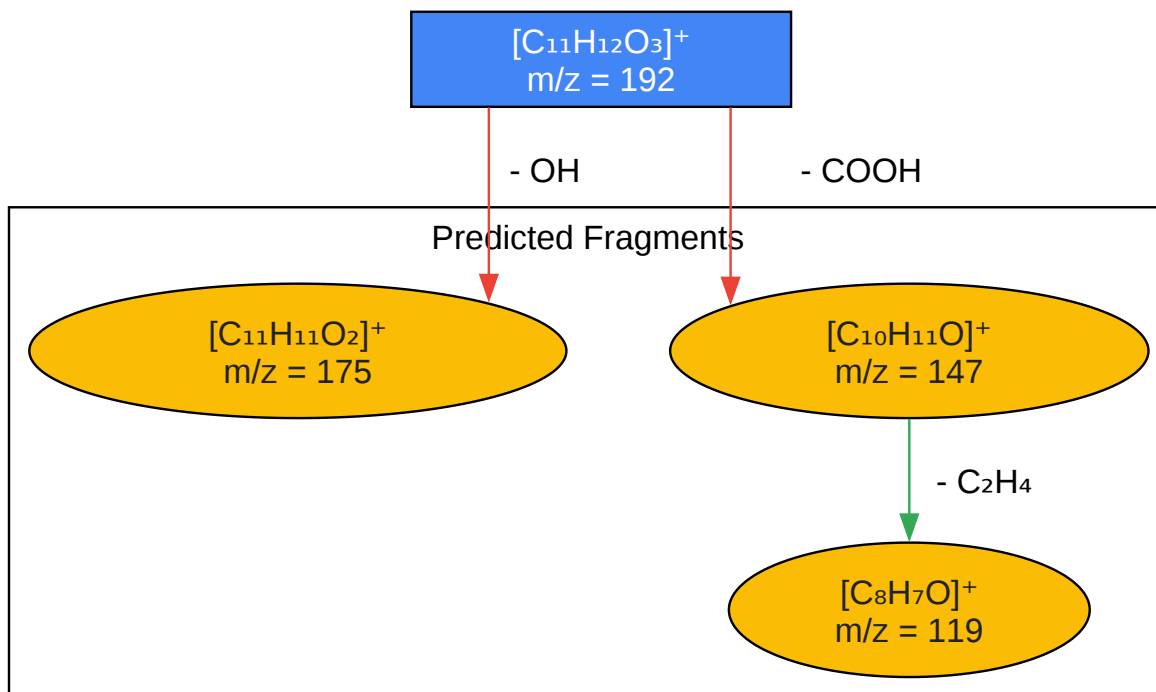 [C₁₁H₁₂O₃]⁺
m/z = 192
- OH
- COOH
Predicted Fragments
[C₁₁H₁₁O₂]⁺
m/z = 175
[C₁₀H₁₁O]⁺
m/z = 147
- C₂H₄
[C₈H₇O]⁺
m/z = 119